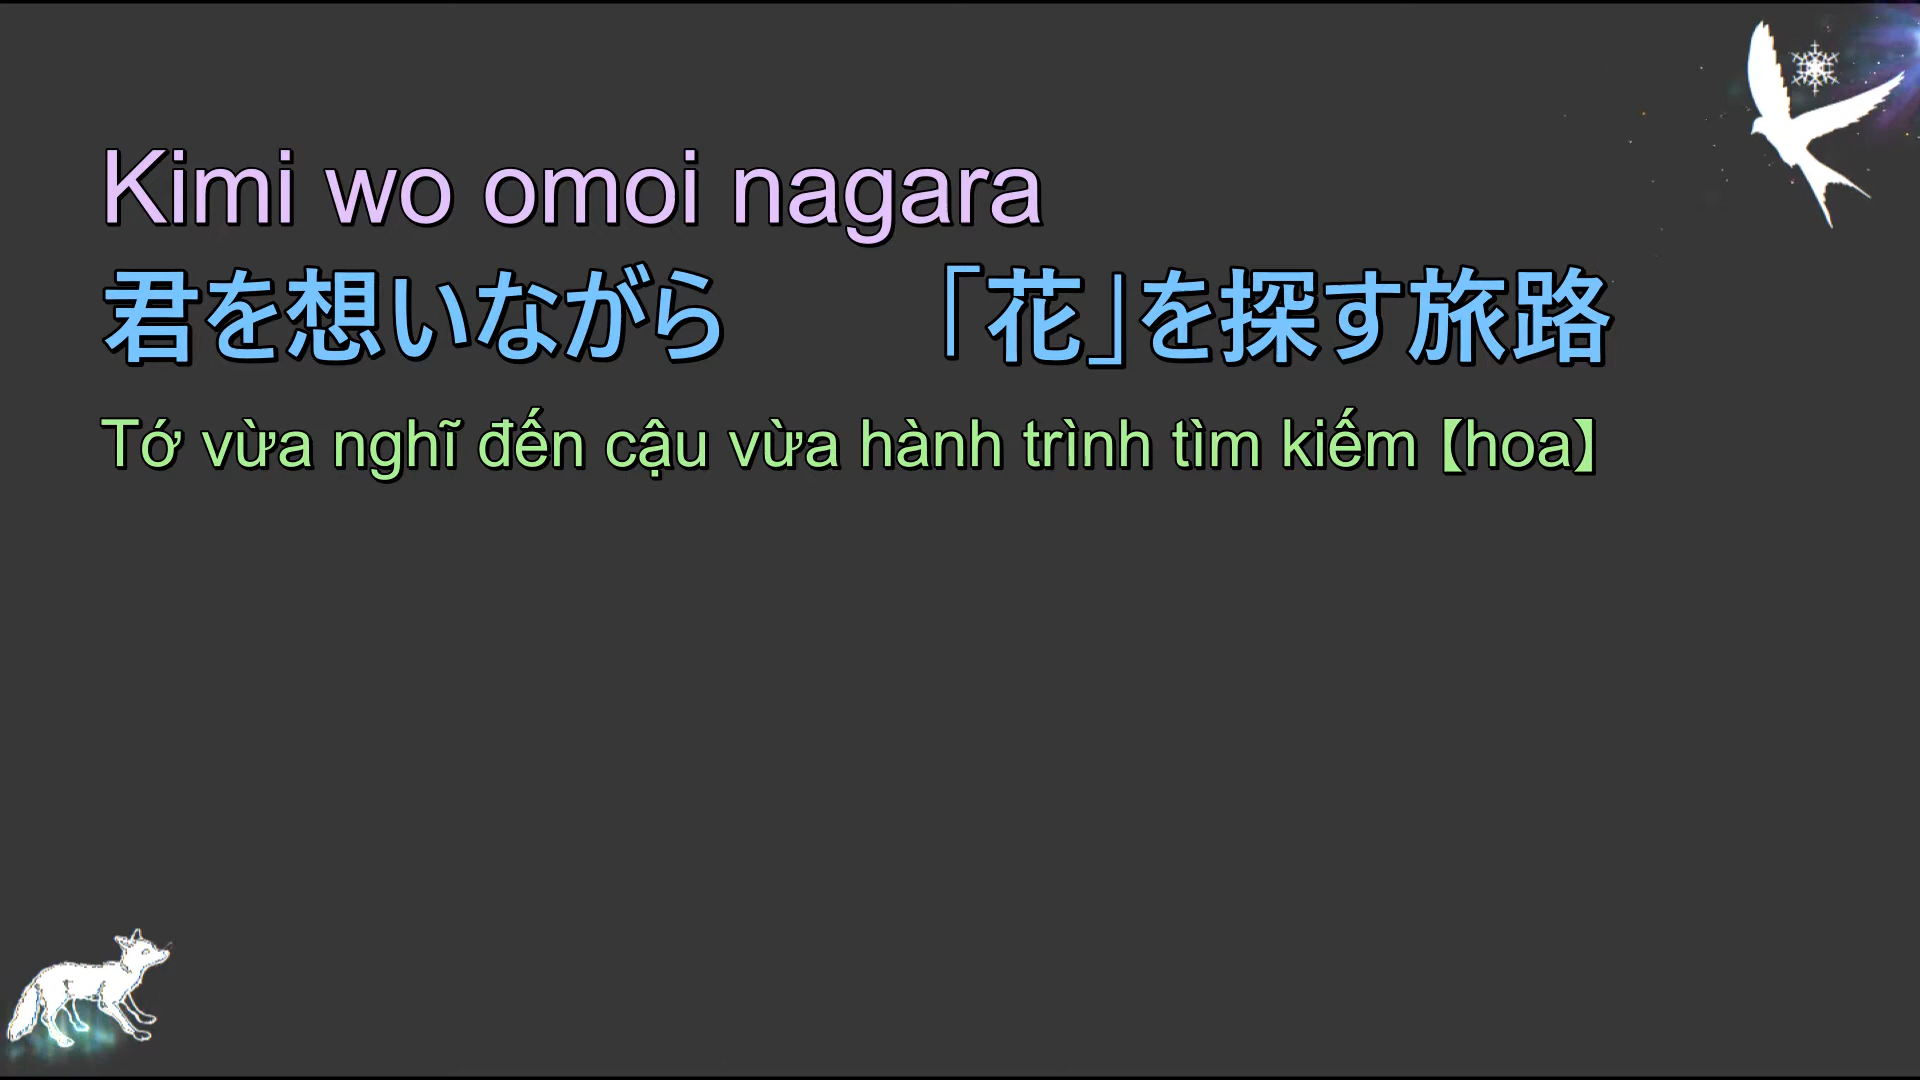 Kimi wo omoi nagara
君を想いながら　　「花」を探す旅路
Tớ vừa nghĩ đến cậu vừa hành trình tìm kiếm【hoa】